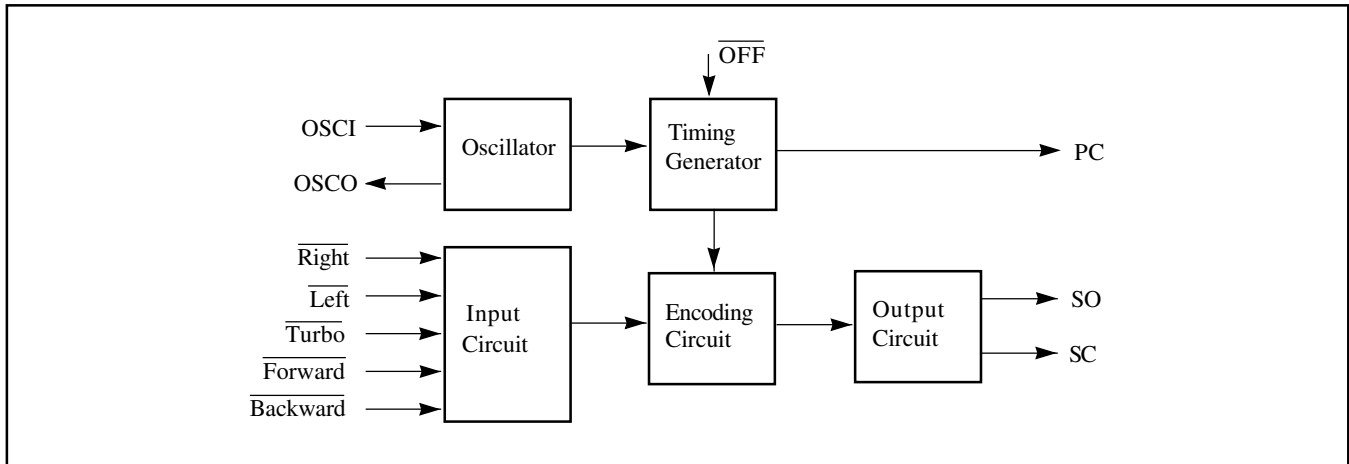 OFF
OSCI
Oscillator
Timing
Generator
PC
OSCO
Right
Left
Turbo
Forward
Backward
Input
Circuit
Encoding
Circuit
Output
Circuit
SO
SC